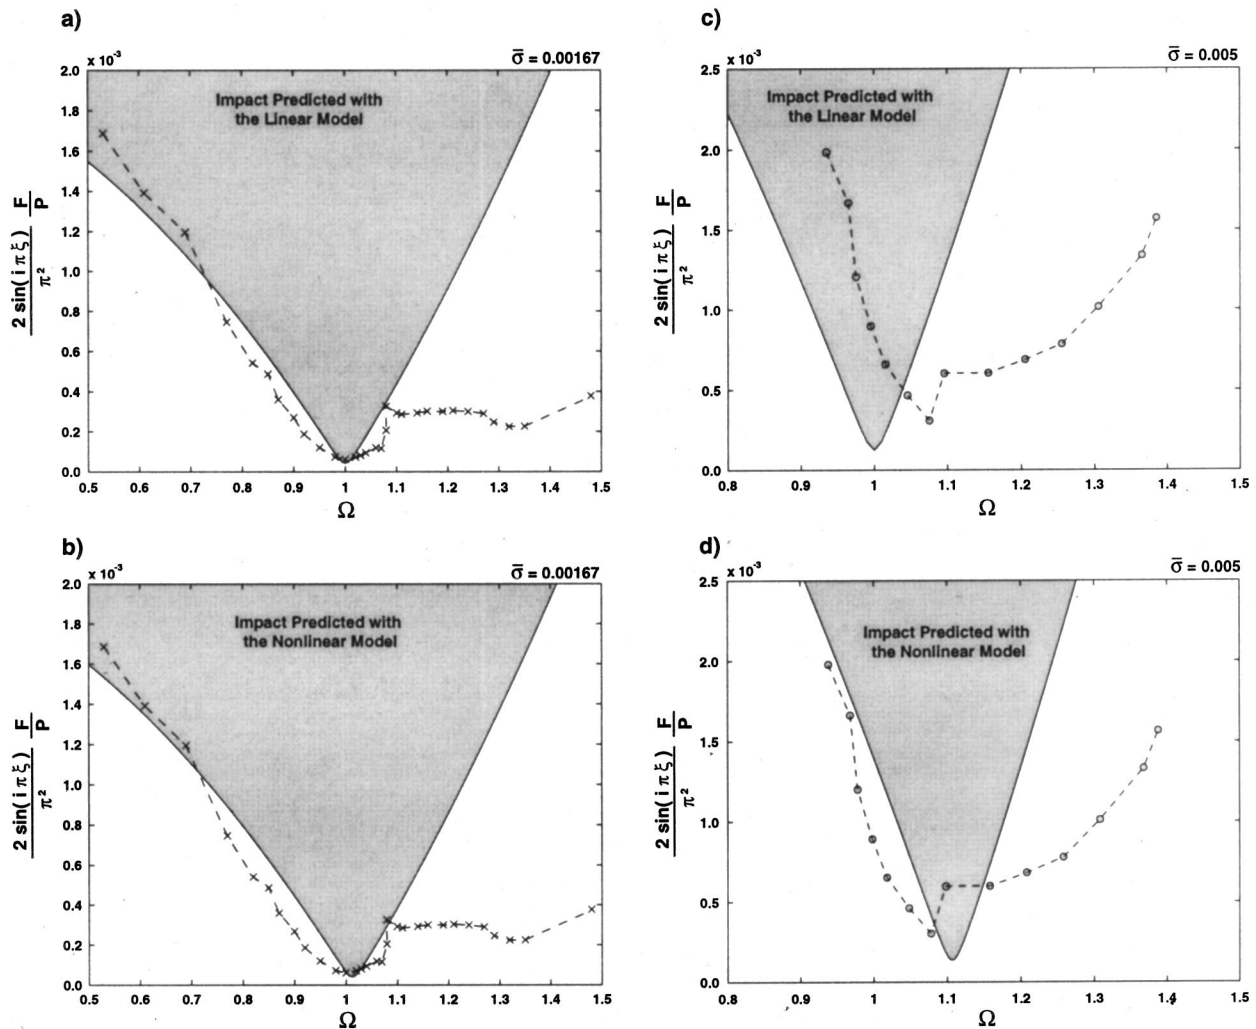 a)
x 10⁻³
σ̅ = 0.00167
2.0
1.8
1.6
1.4
1.2
1.0
0.8
0.6
0.4
0.2
0.0
Impact Predicted with
the Linear Model
2 sin( i π ξ ) F
π² P
0.5 0.6 0.7 0.8 0.9 1 1.1 1.2 1.3 1.4 1.5
Ω
c)
x 10⁻³
σ̅ = 0.005
2.5
2.0
1.5
1.0
0.5
0.0
Impact Predicted with
the Linear Model
2 sin( i π ξ ) F
π² P
0.8 0.9 1 1.1 1.2 1.3 1.4 1.5
Ω
b)
x 10⁻³
σ̅ = 0.00167
2.0
1.8
1.6
1.4
1.2
1.0
0.8
0.6
0.4
0.2
0.0
Impact Predicted with
the Nonlinear Model
2 sin( i π ξ ) F
π² P
0.5 0.6 0.7 0.8 0.9 1 1.1 1.2 1.3 1.4 1.5
Ω
d)
x 10⁻³
σ̅ = 0.005
2.5
2.0
1.5
1.0
0.5
0.0
Impact Predicted with
the Nonlinear Model
2 sin( i π ξ ) F
π² P
0.8 0.9 1 1.1 1.2 1.3 1.4 1.5
Ω